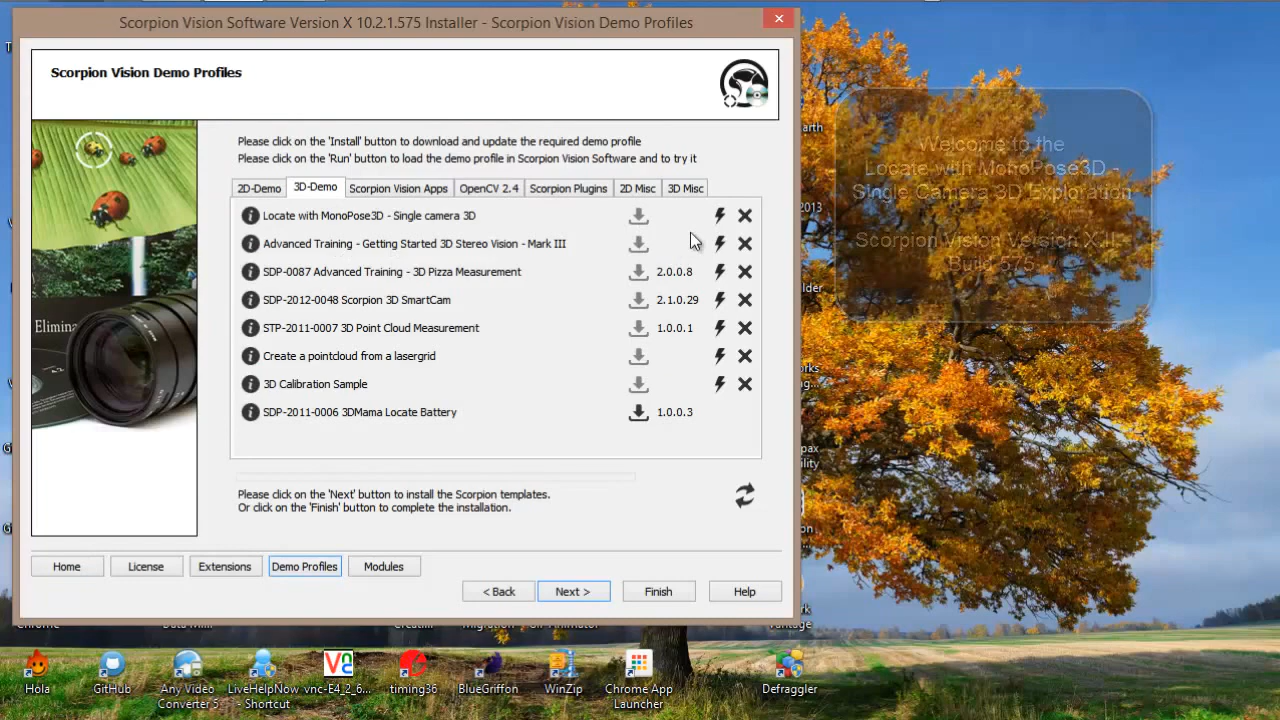 Scorpion Vision Software Version X 10.2.1.575 Installer - Scorpion Vision Demo Profiles
Scorpion Vision Demo Profiles
Please click on the 'Install' button to download and update the required demo profile
Please click on the 'Run' button to load the demo profile in Scorpion Vision Software and to try it
2D-Demo 3D-Demo Scorpion Vision Apps OpenCV 2.4 Scorpion Plugins 2D Misc 3D Misc
Locate with MonoPose3D - Single camera 3D
Advanced Training - Getting Started 3D Stereo Vision - Mark III
SDP-0087 Advanced Training - 3D Pizza Measurement 2.0.0.8
SDP-2012-0048 Scorpion 3D SmartCam 2.1.0.29
STP-2011-0007 3D Point Cloud Measurement 1.0.0.1
Create a pointcloud from a lasergrid
3D Calibration Sample
SDP-2011-0006 3DMama Locate Battery 1.0.0.3
Elimina
Please click on the 'Next' button to install the Scorpion templates.
Or click on the 'Finish' button to complete the installation.
Home License Extensions Demo Profiles Modules
< Back Next > Finish Help
Welcome to the
Locate with MonoPose3D -
Single Camera 3D Exploration
Scorpion Vision Version X.II -
Build 575
arth
2013
older
Hola
GitHub
Any Video
Converter 5
LiveHelpNow
- Shortcut
vnc-E4_2_6...
timing36
BlueGriffon
WinZip
Chrome App
Launcher
Defraggler